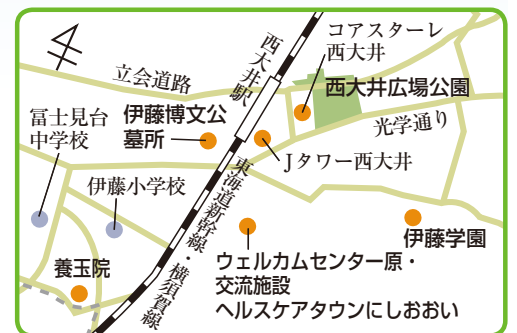 コアスターレ
西大井
西大井駅
立会道路
西大井広場公園
冨士見台
中学校
伊藤博文公
墓所
光学通り
Jタワー西大井
伊藤小学校
東海道新幹線・横須賀線
養玉院
伊藤学園
ウェルカムセンター原・
交流施設
ヘルスケアタウンにしおおい